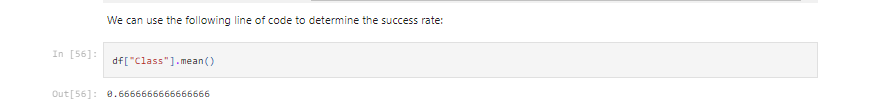 We can use the following line of code to determine the success rate:
In [56]: df["Class"].mean()
Out[56]: 0.6666666666666666